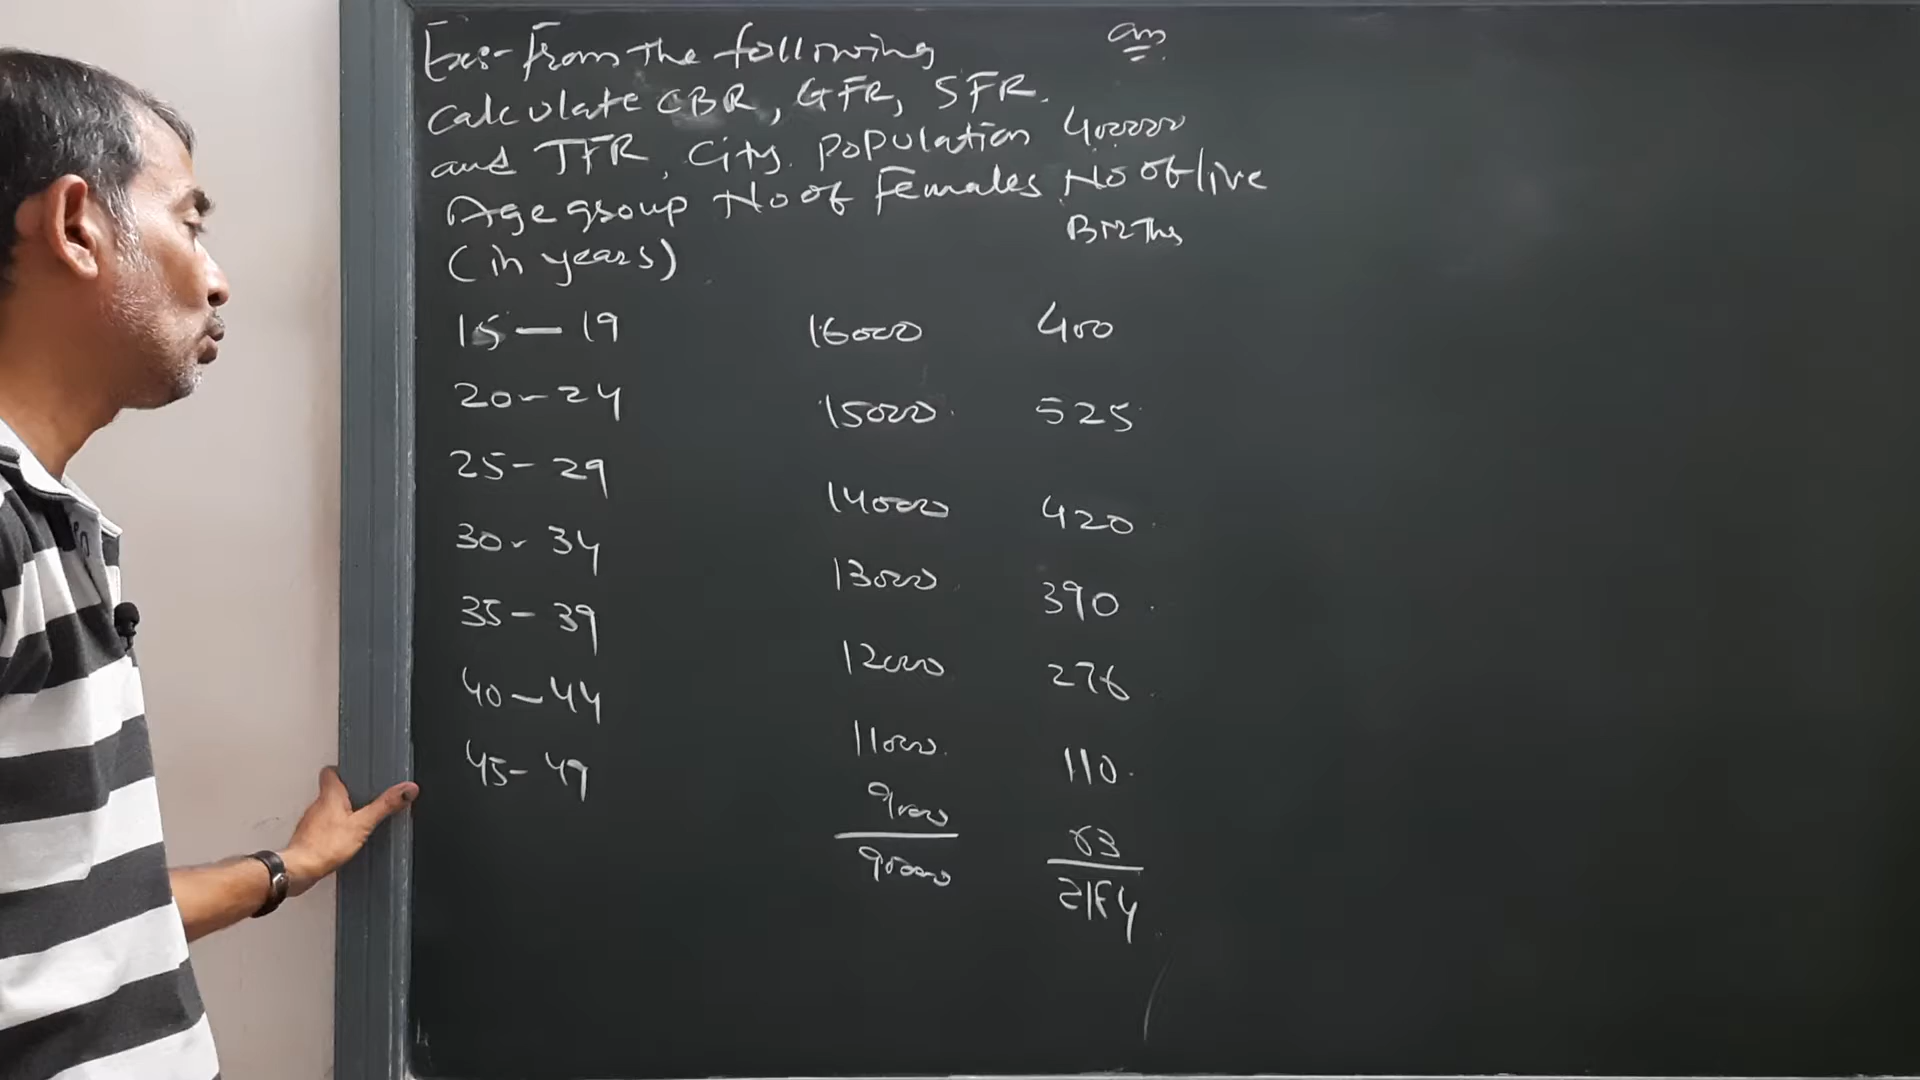 Ex:- From the following
calculate CBR, GFR, SFR.
and TFR, City. Population 400000
Age group No of Females No of live
Births
(in years)
15 — 19 16000 400
20 - 24 15000 525
25 - 29 14000 420
30 - 34 13000 390
35 - 39 12000 276
40 - 44 11000 110
45 - 49 9000 63
90000 2184